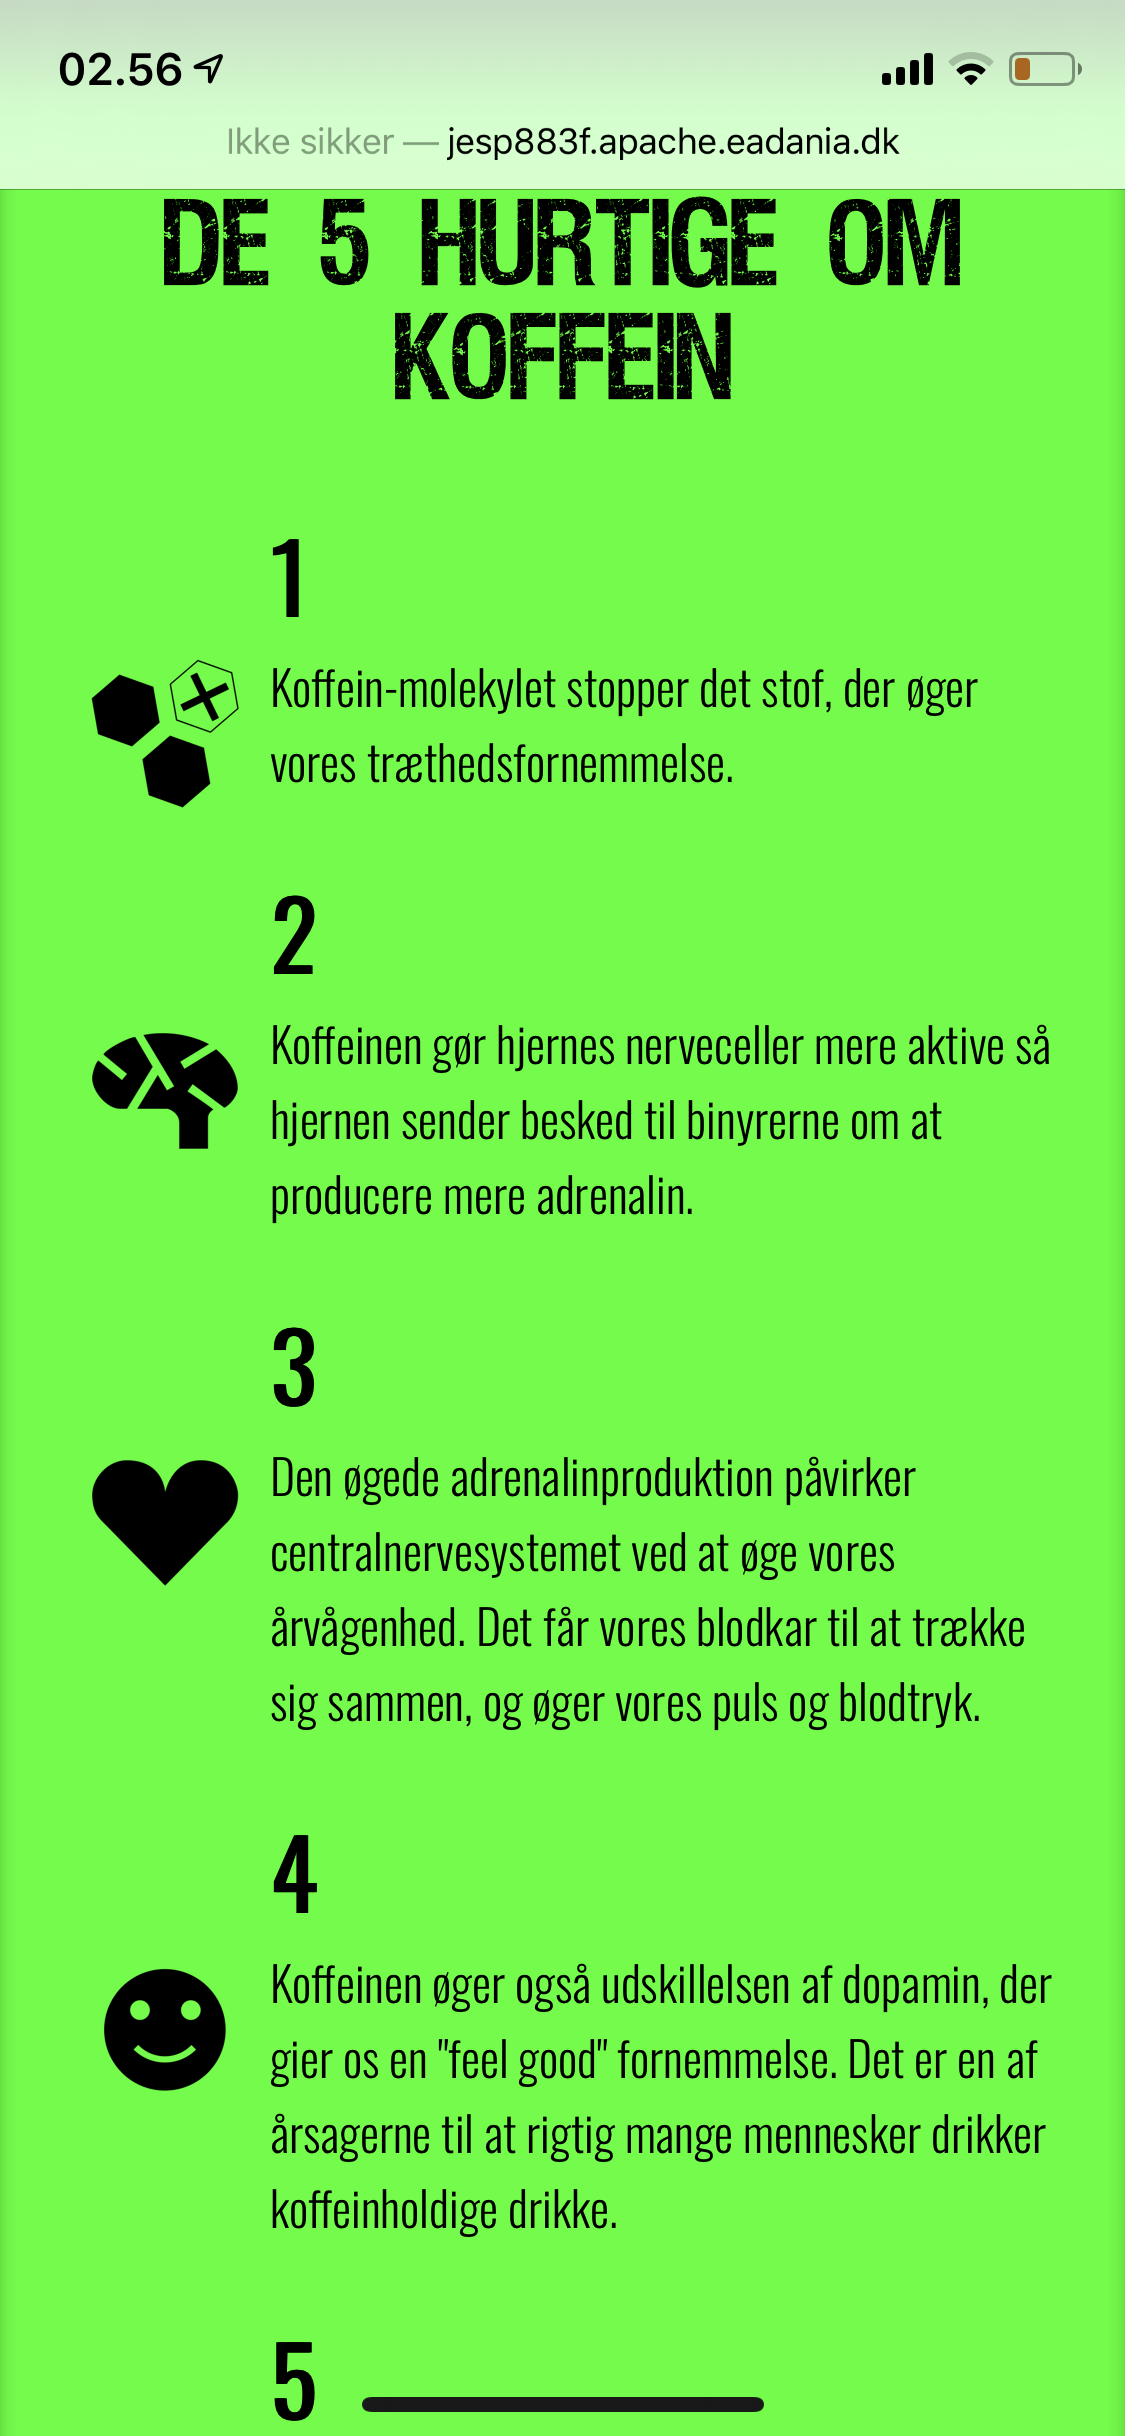 02.56
Ikke sikker — jesp883f.apache.eadania.dk
DE 5 HURTIGE OM
KOFFEIN
1
Koffein-molekylet stopper det stof, der øger
vores træthedsfornemmelse.
2
Koffeinen gør hjernes nerveceller mere aktive så
hjernen sender besked til binyrerne om at
producere mere adrenalin.
3
Den øgede adrenalinproduktion påvirker
centralnervesystemet ved at øge vores
årvågenhed. Det får vores blodkar til at trække
sig sammen, og øger vores puls og blodtryk.
4
Koffeinen øger også udskillelsen af dopamin, der
gier os en "feel good" fornemmelse. Det er en af
årsagerne til at rigtig mange mennesker drikker
koffeinholdige drikke.
5